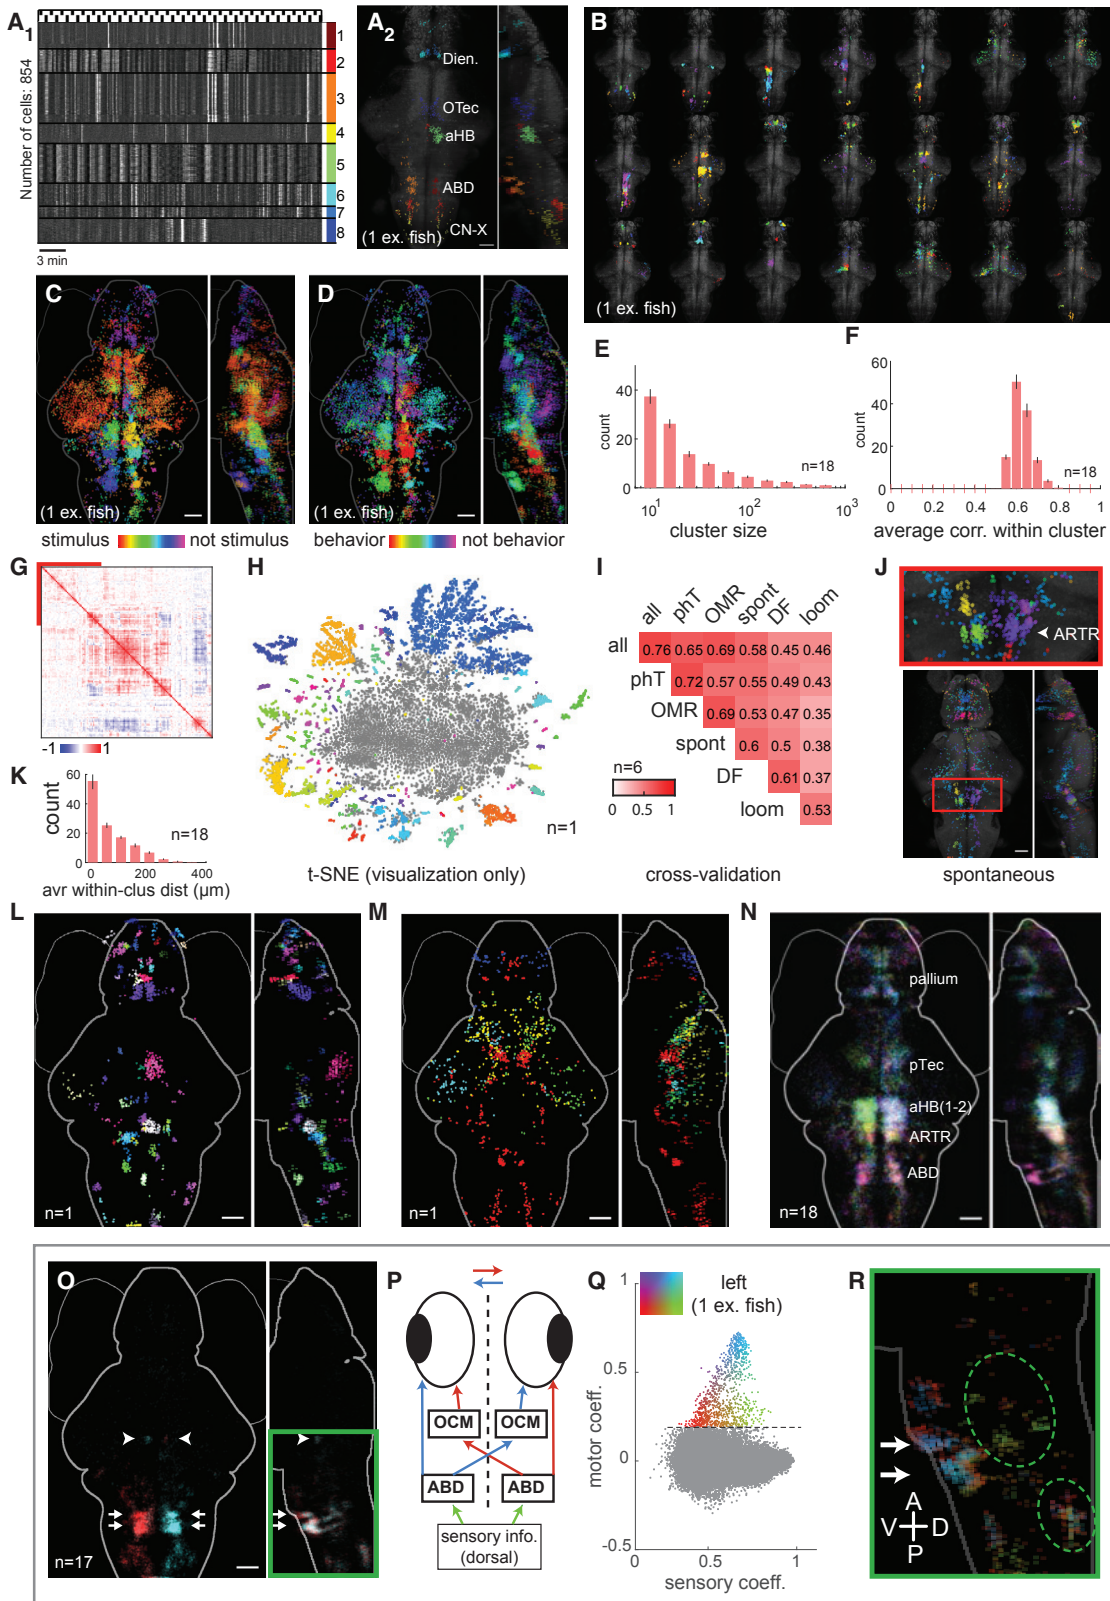 A1
Number of cells: 854
1
2
3
4
5
6
7
8
3 min
A2
Dien.
OTec
aHB
ABD
CN-X
(1 ex. fish)
B
(1 ex. fish)
C
(1 ex. fish)
stimulus
not stimulus
D
(1 ex. fish)
behavior
not behavior
E
count
40
20
0
n=18
10^1
10^2
10^3
cluster size
F
count
60
40
20
0
n=18
0
0.2
0.4
0.6
0.8
1
average corr. within cluster
G
-1
1
H
n=1
t-SNE (visualization only)
I
all
phT
OMR
spont
DF
loom
all 0.76 0.65 0.69 0.58 0.45 0.46
phT 0.72 0.57 0.55 0.49 0.43
OMR 0.69 0.53 0.47 0.35
spont 0.6 0.5 0.38
DF 0.61 0.37
loom 0.53
n=6
0 0.5 1
cross-validation
J
ARTR
spontaneous
K
count
60
40
20
0
n=18
0
200
400
avr within-clus dist (μm)
L
n=1
M
n=1
N
pallium
pTec
aHB(1-2)
ARTR
ABD
n=18
O
n=17
P
OCM
OCM
ABD
ABD
sensory info.
(dorsal)
Q
left
(1 ex. fish)
motor coeff.
1
0.5
0
-0.5
0
0.5
1
sensory coeff.
R
A
V
D
P